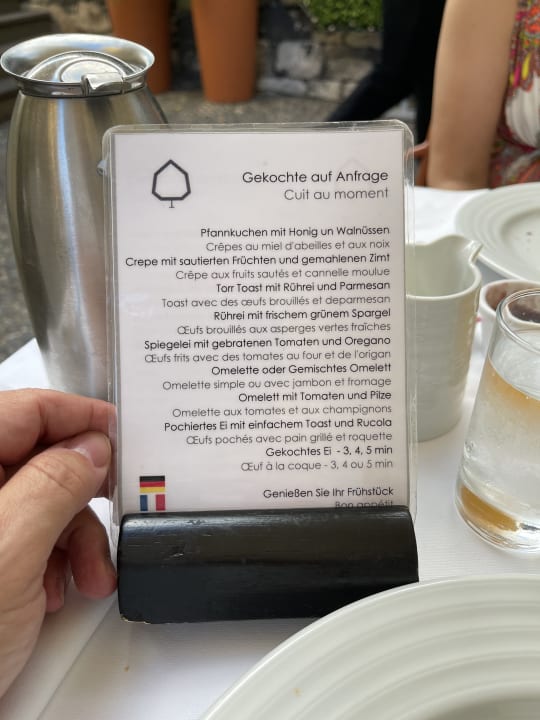 Gekochte auf Anfrage
Cuit au moment
Pfannkuchen mit Honig un Walnüssen
Crêpes au miel d'abeilles et aux noix
Crepe mit sautierten Früchten und gemahlenen Zimt
Crêpe aux fruits sautés et cannelle moulue
Torr Toast mit Rührei und Parmesan
Toast avec des œufs brouillés et deparmesan
Rührei mit frischem grünem Spargel
Œufs brouillés aux asperges vertes fraîches
Spiegelei mit gebratenen Tomaten und Oregano
Œufs frits avec des tomates au four et de l'origan
Omelette oder Gemischtes Omelett
Omelette simple ou avec jambon et fromage
Omelett mit Tomaten und Pilze
Omelette aux tomates et aux champignons
Pochiertes Ei mit einfachem Toast und Rucola
Œufs pochés avec pain grillé et roquette
Gekochtes Ei - 3, 4, 5 min
Œuf à la coque - 3, 4 ou 5 min
Genießen Sie Ihr Frühstück
Bon appétit